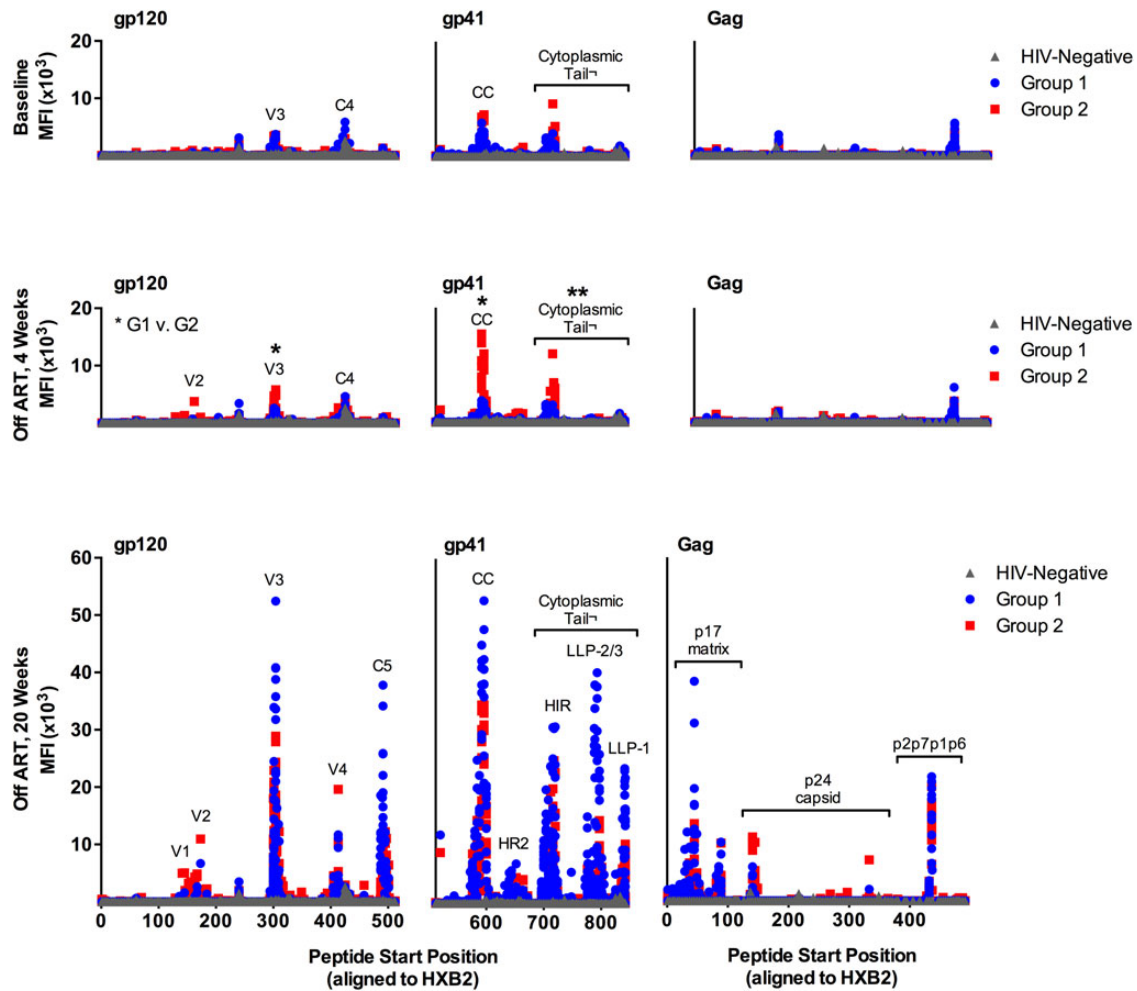 gp120
gp41
Gag
Baseline
MFI (x10³)
20
10
V3
C4
CC
Cytoplasmic
Tail¬
HIV-Negative
Group 1
Group 2
gp120
gp41
Gag
Off ART, 4 Weeks
MFI (x10³)
20
10
0
* G1 v. G2
V2
*
V3
C4
*
CC
**
Cytoplasmic
Tail¬
HIV-Negative
Group 1
Group 2
gp120
gp41
Gag
Off ART, 20 Weeks
MFI (x10³)
60
50
40
30
20
10
V1
V2
V3
V4
C5
CC
HR2
Cytoplasmic
Tail¬
HIR
LLP-2/3
LLP-1
p17
matrix
p24
capsid
p2p7p1p6
HIV-Negative
Group 1
Group 2
0 100 200 300 400 500
600 700 800
0 100 200 300 400
Peptide Start Position
(aligned to HXB2)
Peptide Start Position
(aligned to HXB2)